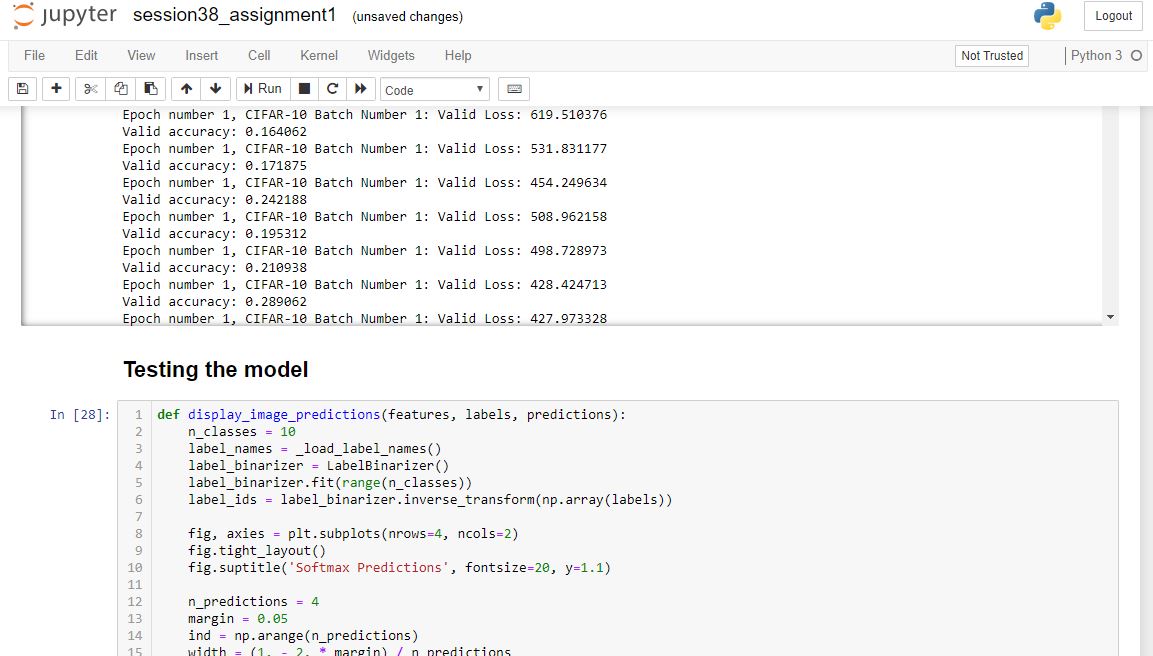 jupyter session38_assignment1 (unsaved changes) Logout
File Edit View Insert Cell Kernel Widgets Help Not Trusted Python 3
Run Code
Epoch number 1, CIFAR-10 Batch Number 1: Valid Loss: 619.510376
Valid accuracy: 0.164062
Epoch number 1, CIFAR-10 Batch Number 1: Valid Loss: 531.831177
Valid accuracy: 0.171875
Epoch number 1, CIFAR-10 Batch Number 1: Valid Loss: 454.249634
Valid accuracy: 0.242188
Epoch number 1, CIFAR-10 Batch Number 1: Valid Loss: 508.962158
Valid accuracy: 0.195312
Epoch number 1, CIFAR-10 Batch Number 1: Valid Loss: 498.728973
Valid accuracy: 0.210938
Epoch number 1, CIFAR-10 Batch Number 1: Valid Loss: 428.424713
Valid accuracy: 0.289062
Epoch number 1, CIFAR-10 Batch Number 1: Valid Loss: 427.973328
Testing the model
In [28]: 1 def display_image_predictions(features, labels, predictions):
2 n_classes = 10
3 label_names = _load_label_names()
4 label_binarizer = LabelBinarizer()
5 label_binarizer.fit(range(n_classes))
6 label_ids = label_binarizer.inverse_transform(np.array(labels))
7
8 fig, axies = plt.subplots(nrows=4, ncols=2)
9 fig.tight_layout()
10 fig.suptitle('Softmax Predictions', fontsize=20, y=1.1)
11
12 n_predictions = 4
13 margin = 0.05
14 ind = np.arange(n_predictions)
15 width = (1. - 2. * margin) / n_predictions